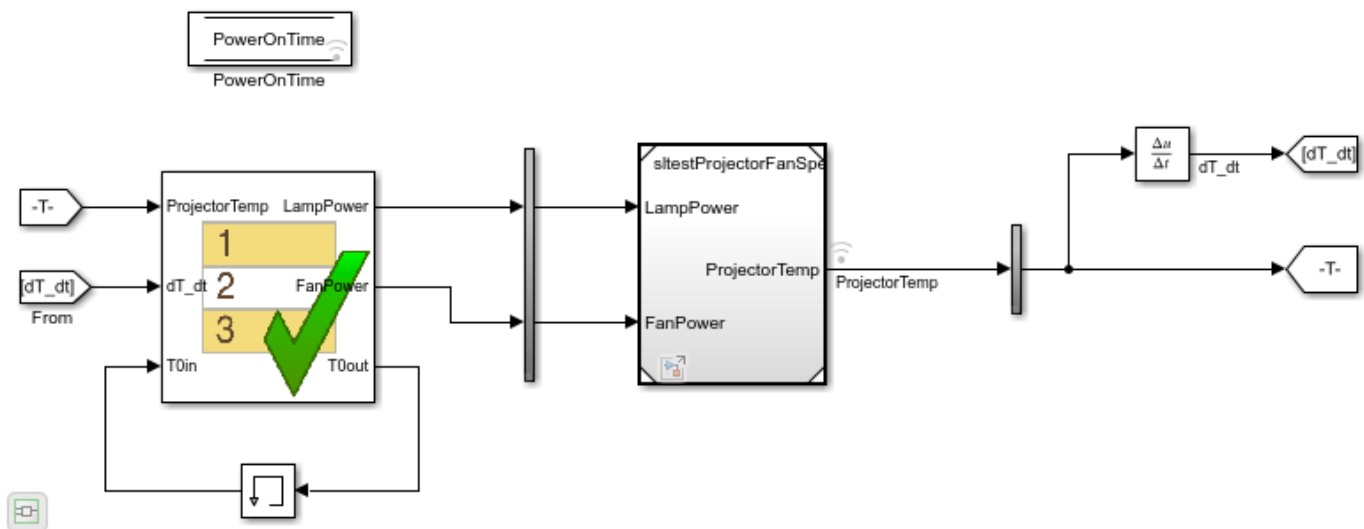 PowerOnTime
PowerOnTime
sltestProjectorFanSpe
Δu
Δt
dT_dt
[dT_dt]
-T-
ProjectorTemp
LampPower
LampPower
1
[dT_dt]
From
dT_dt
2
FanPower
ProjectorTemp
ProjectorTemp
-T-
3
FanPower
T0in
T0out